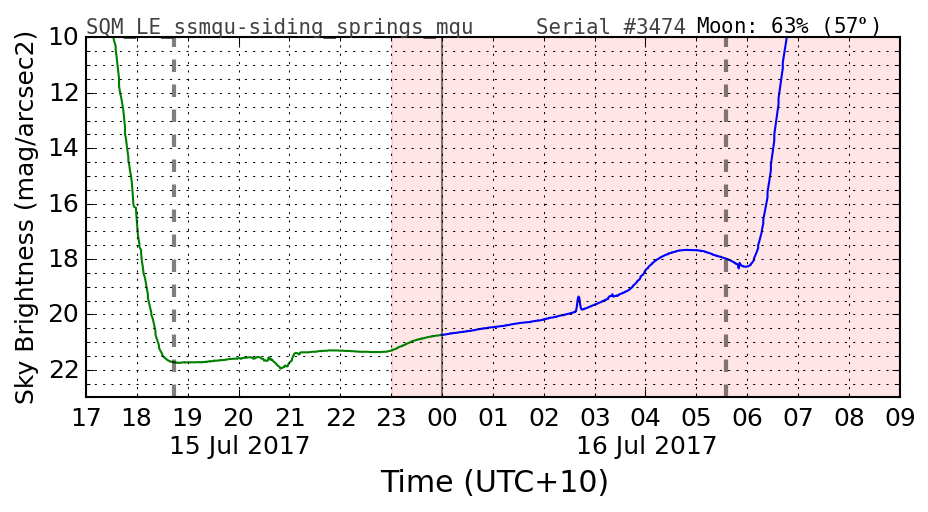 SQM_LE_ssmqu-siding_springs_mqu Serial #3474 Moon: 63% (57°)
Sky Brightness (mag/arcsec2)
10
12
14
16
18
20
22
17 18 19 20 21 22 23 00 01 02 03 04 05 06 07 08 09
15 Jul 2017 16 Jul 2017
Time (UTC+10)